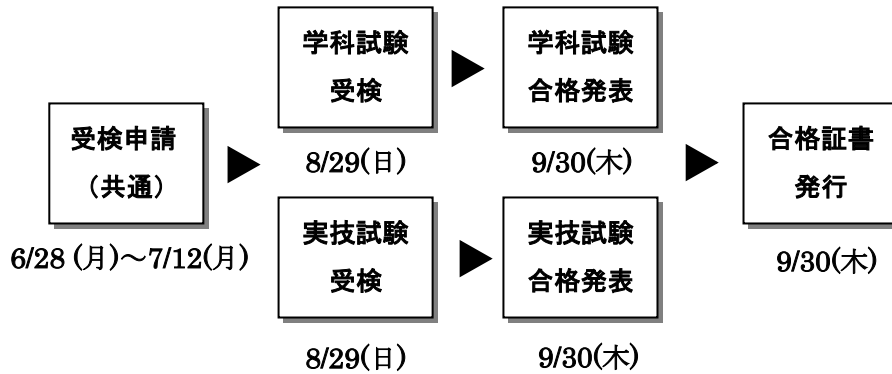 受検申請
（共通）
6/28 (月)～7/12(月)
学科試験
受検
8/29(日)
学科試験
合格発表
9/30(木)
実技試験
受検
8/29(日)
実技試験
合格発表
9/30(木)
合格証書
発行
9/30(木)